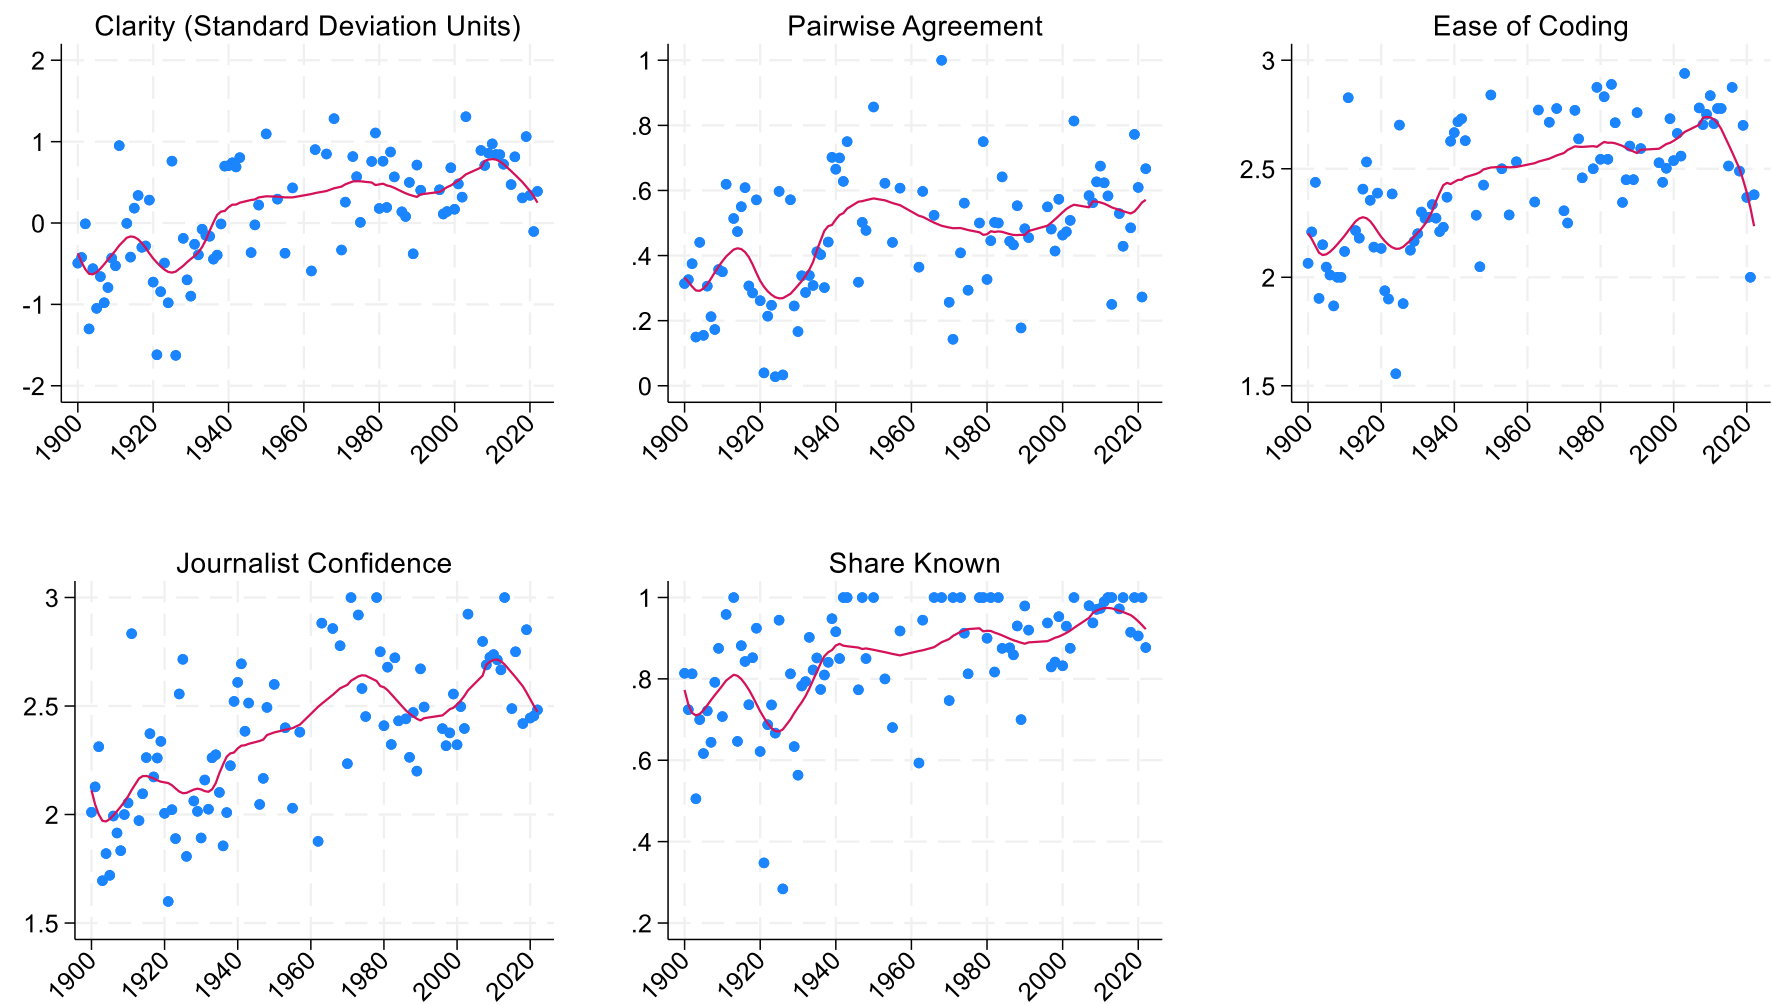 Clarity (Standard Deviation Units)
2
1
0
-1
-2
1900 1920 1940 1960 1980 2000 2020
Pairwise Agreement
1
.8
.6
.4
.2
0
1900 1920 1940 1960 1980 2000 2020
Ease of Coding
3
2.5
2
1.5
1900 1920 1940 1960 1980 2000 2020
Journalist Confidence
3
2.5
2
1.5
1900 1920 1940 1960 1980 2000 2020
Share Known
1
.8
.6
.4
.2
1900 1920 1940 1960 1980 2000 2020